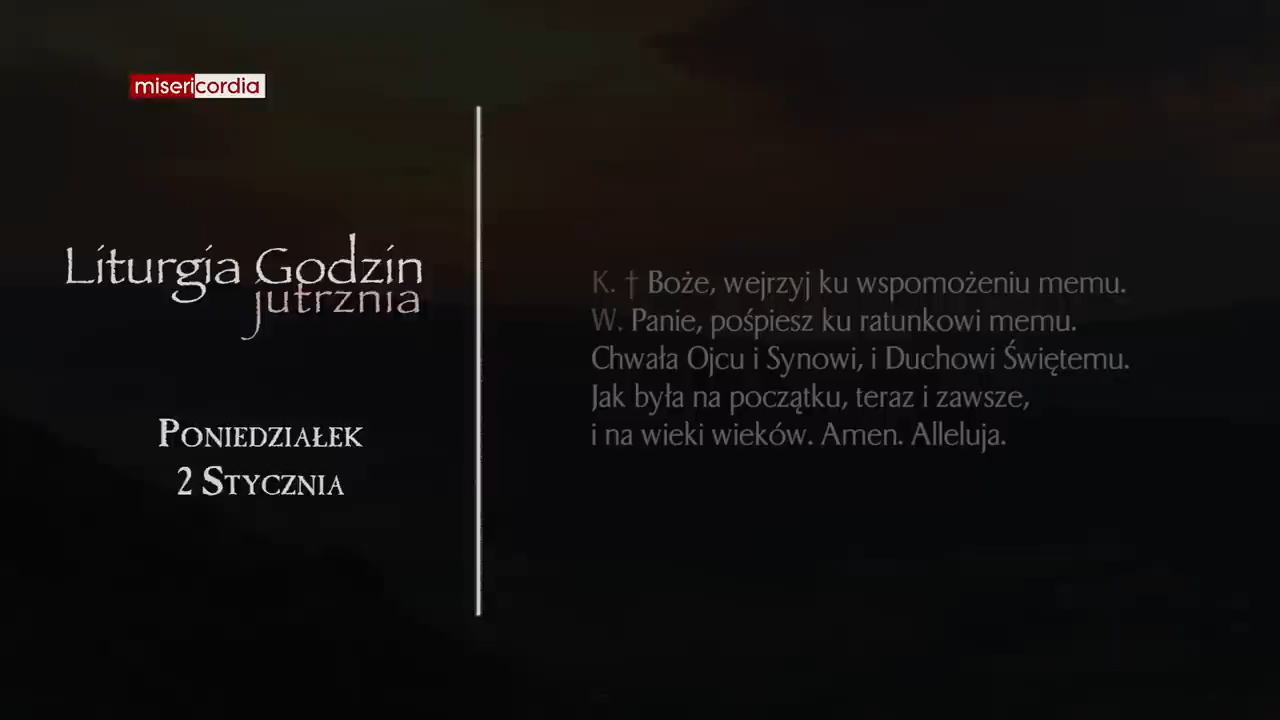 misericordia
Liturgia Godzin
jutrznia
Poniedziałek
2 Stycznia
K. † Boże, wejrzyj ku wspomożeniu memu.
W. Panie, pośpiesz ku ratunkowi memu.
Chwała Ojcu i Synowi, i Duchowi Świętemu.
Jak była na początku, teraz i zawsze,
i na wieki wieków. Amen. Alleluja.